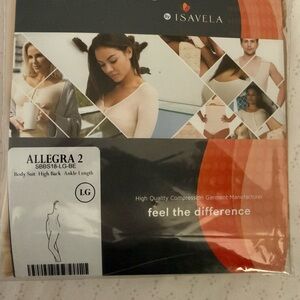 by ISAVELA
ALLEGRA 2
SBBS18-LG-BE
Body Suit High Back Ankle Length
LG
High Quality Compression Garment Manufacturer
feel the difference